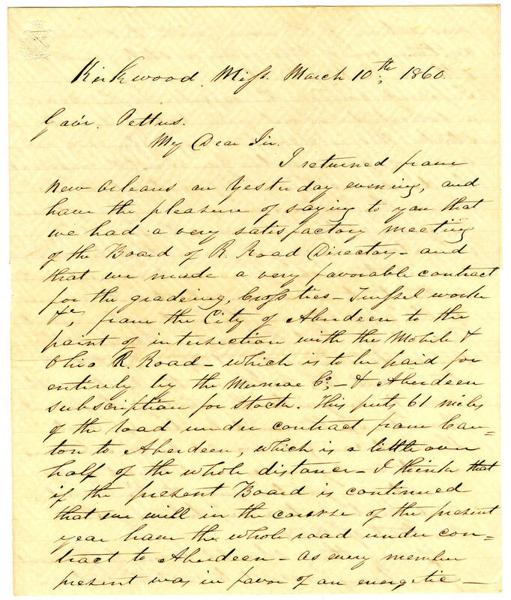 Kirkwood, Miss. March 10th, 1860.
Gov'r. Pettus.
My Dear Sir.
I returned from
New Orleans on Yesterday evening, and
have the pleasure of saying to you that
we had a very satisfactory meeting
of the Board of R. Road Directory - and
that we made a very favorable contract
for the gradeing, Cross ties - work
&c, from the City of Aberdeen to the
point of intersection with the Mobile &
Ohio R. Road - which is to be paid for
entirely by the Monroe Co. - & Aberdeen
subscription for Stock. This puts 61 miles
of the road under contract from Can=
ton to Aberdeen, which is a little over
half of the whole distance - I think that
if the present Board is continued
that we will in the course of the present
year have the whole road under con=
tract to Aberdeen - as every member
present was in favor of an energetic -